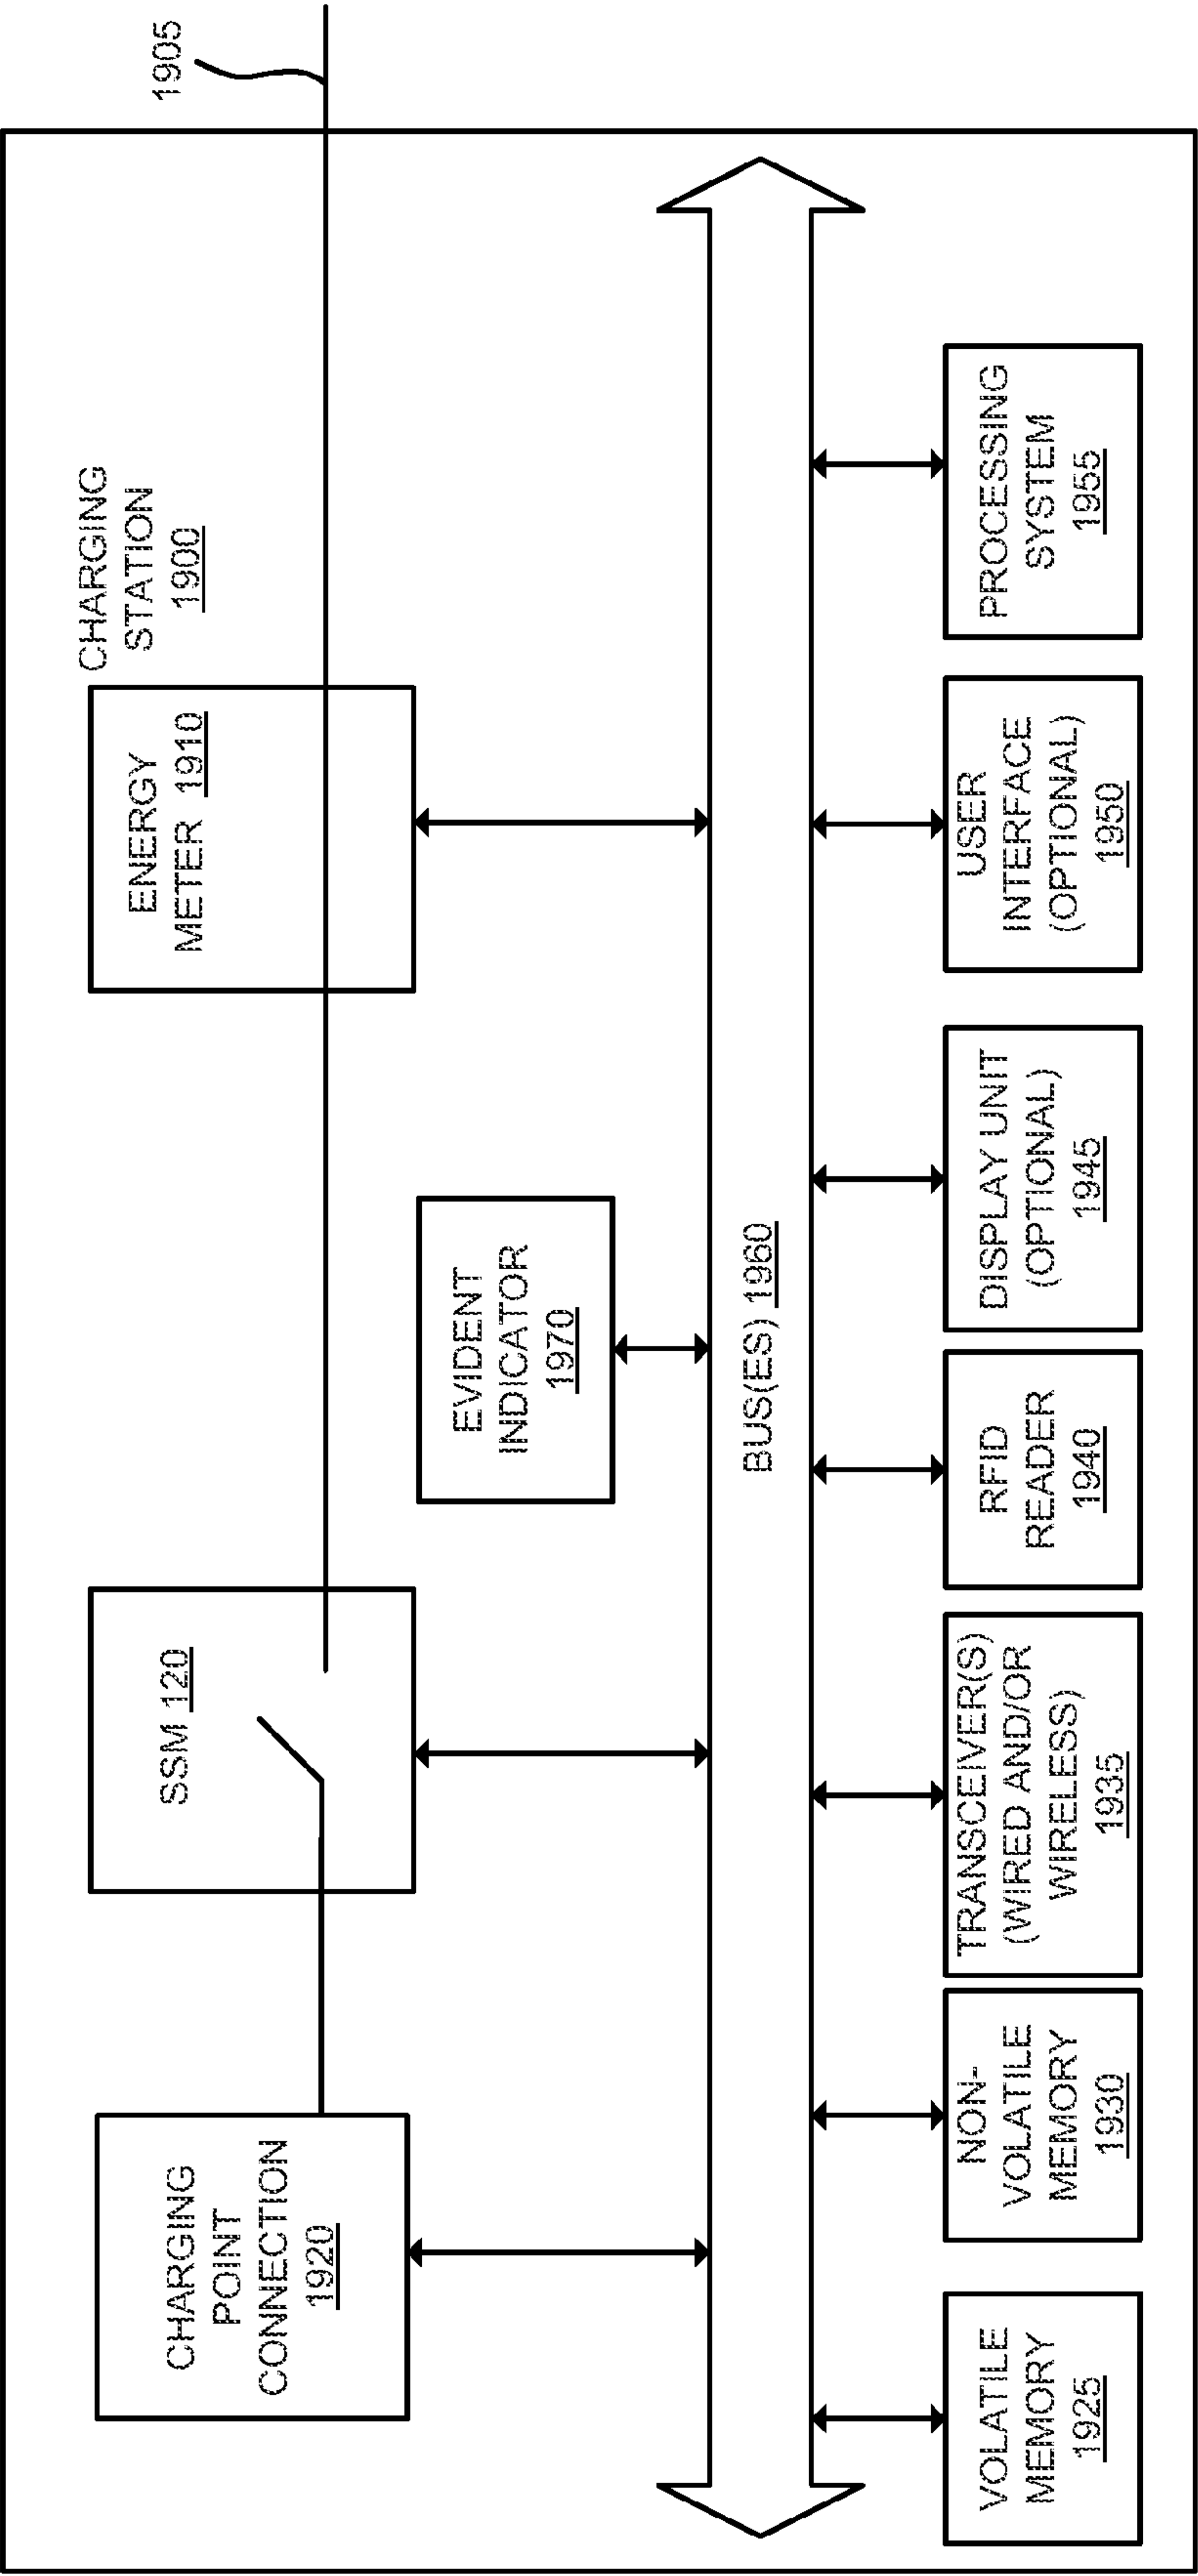 1905
CHARGING
STATION
1900
CHARGING
POINT
CONNECTION
1920
SSM 120
ENERGY
METER 1910
EVIDENT
INDICATOR
1970
BUS(ES) 1960
VOLATILE
MEMORY
1925
NON-
VOLATILE
MEMORY
1930
TRANSCEIVER(S)
(WIRED AND/OR
WIRELESS)
1935
RFID
READER
1940
DISPLAY UNIT
(OPTIONAL)
1945
USER
INTERFACE
(OPTIONAL)
1950
PROCESSING
SYSTEM
1955